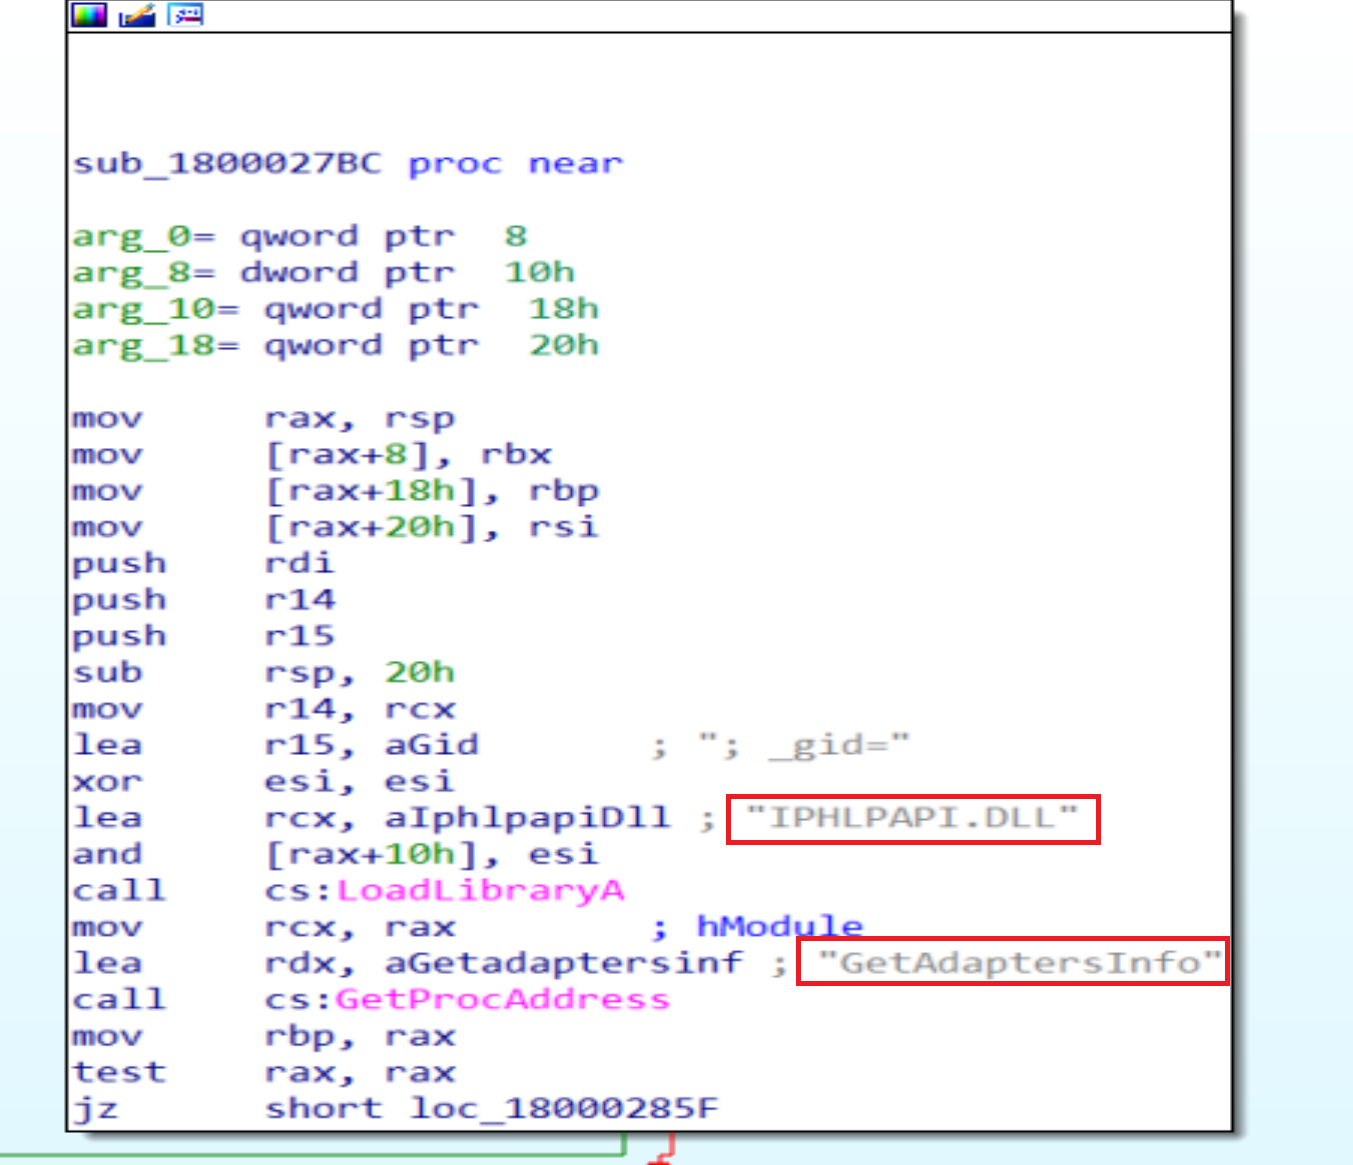 sub_1800027BC proc near
arg_0= qword ptr  8
arg_8= dword ptr  10h
arg_10= qword ptr  18h
arg_18= qword ptr  20h
mov     rax, rsp
mov     [rax+8], rbx
mov     [rax+18h], rbp
mov     [rax+20h], rsi
push    rdi
push    r14
push    r15
sub     rsp, 20h
mov     r14, rcx
lea     r15, aGid       ; "; _gid="
xor     esi, esi
lea     rcx, aIphlpapiDll ; "IPHLPAPI.DLL"
and     [rax+10h], esi
call    cs:LoadLibraryA
mov     rcx, rax        ; hModule
lea     rdx, aGetadaptersinf ; "GetAdaptersInfo"
call    cs:GetProcAddress
mov     rbp, rax
test    rax, rax
jz      short loc_18000285F